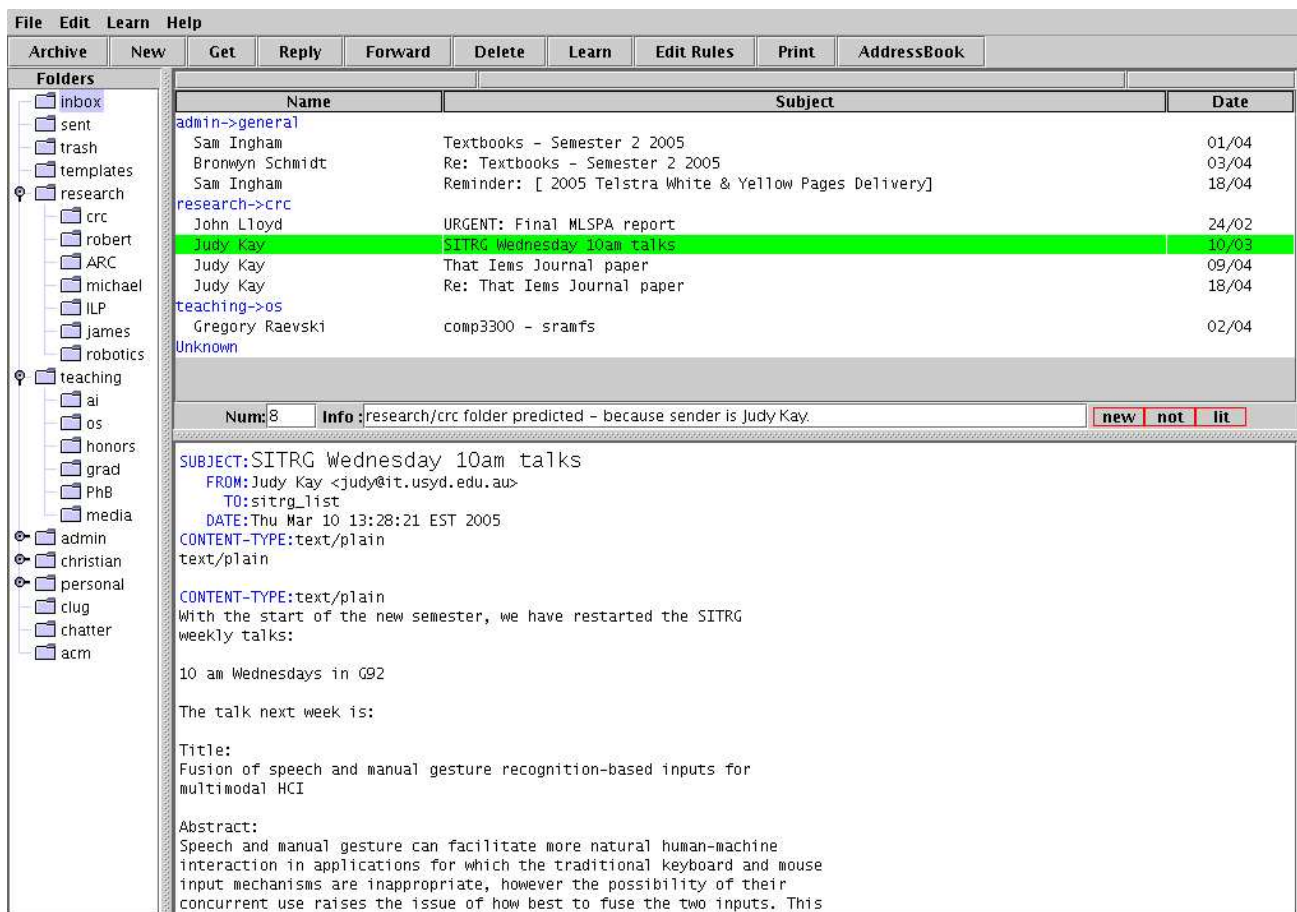 File Edit Learn Help
Archive New Get Reply Forward Delete Learn Edit Rules Print AddressBook
Folders
inbox
sent
trash
templates
research
crc
robert
ARC
michael
ILP
james
robotics
teaching
ai
os
honors
grad
PhB
media
admin
christian
personal
clug
chatter
acm
Name Subject Date
admin->general
Sam Ingham Textbooks - Semester 2 2005 01/04
Bronwyn Schmidt Re: Textbooks - Semester 2 2005 03/04
Sam Ingham Reminder: [ 2005 Telstra White & Yellow Pages Delivery] 18/04
research->crc
John Lloyd URGENT: Final MLSPA report 24/02
Judy Kay SITRG Wednesday 10am talks 10/03
Judy Kay That Iems Journal paper 09/04
Judy Kay Re: That Iems Journal paper 18/04
teaching->os
Gregory Raevski comp3300 - sramfs 02/04
Unknown
Num: 8 Info : research/crc folder predicted - because sender is Judy Kay. new not lit
SUBJECT: SITRG Wednesday 10am talks
FROM: Judy Kay <judy@it.usyd.edu.au>
TO: sitrg_list
DATE: Thu Mar 10 13:28:21 EST 2005
CONTENT-TYPE: text/plain
text/plain
CONTENT-TYPE: text/plain
With the start of the new semester, we have restarted the SITRG
weekly talks:
10 am Wednesdays in G92
The talk next week is:
Title:
Fusion of speech and manual gesture recognition-based inputs for
multimodal HCI
Abstract:
Speech and manual gesture can facilitate more natural human-machine
interaction in applications for which the traditional keyboard and mouse
input mechanisms are inappropriate, however the possibility of their
concurrent use raises the issue of how best to fuse the two inputs. This